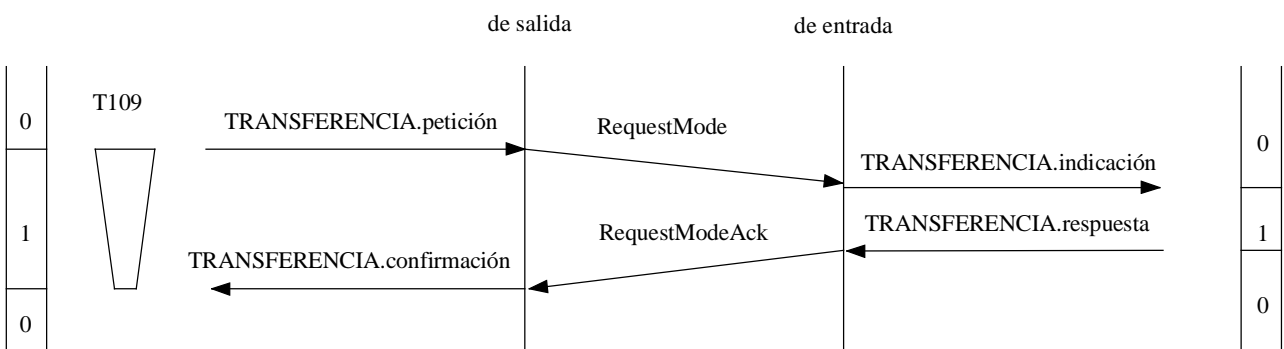 de salida
de entrada
T109
0
TRANSFERENCIA.petición
RequestMode
0
TRANSFERENCIA.indicación
1
RequestModeAck
TRANSFERENCIA.respuesta
1
TRANSFERENCIA.confirmación
0
0